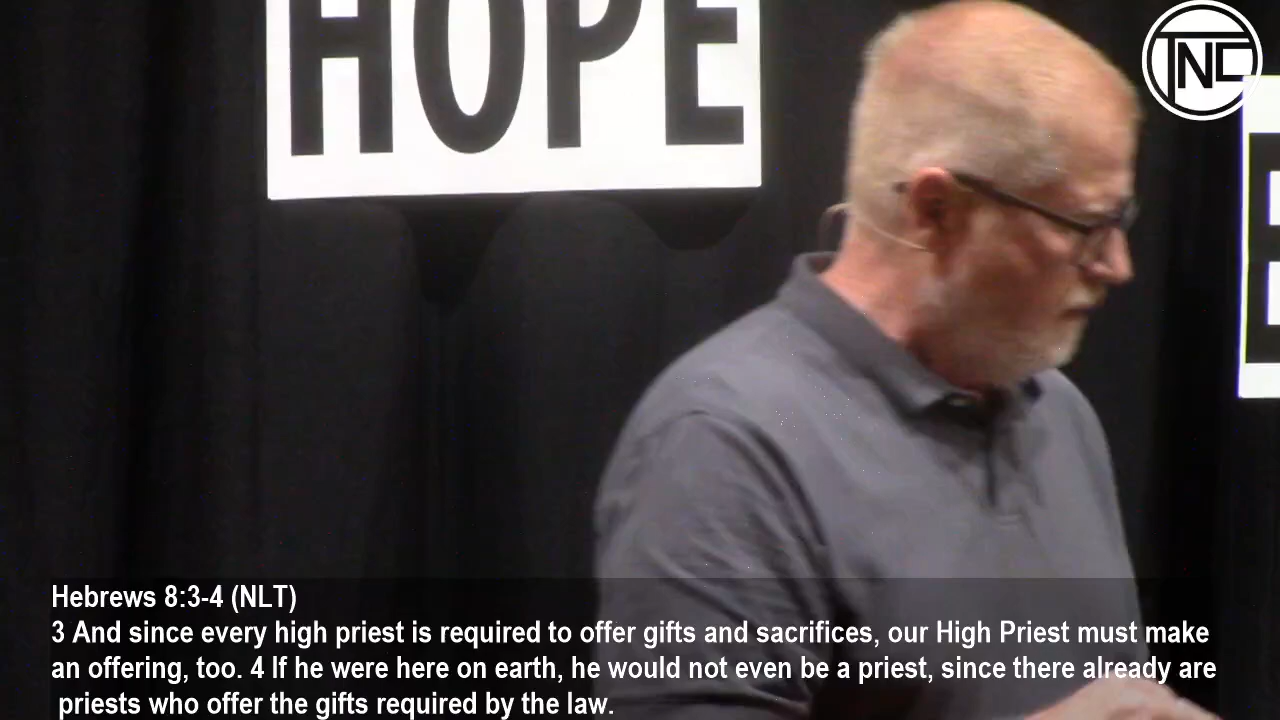 HOPE
TNC
E
Hebrews 8:3-4 (NLT)
3 And since every high priest is required to offer gifts and sacrifices, our High Priest must make
an offering, too. 4 If he were here on earth, he would not even be a priest, since there already are
priests who offer the gifts required by the law.